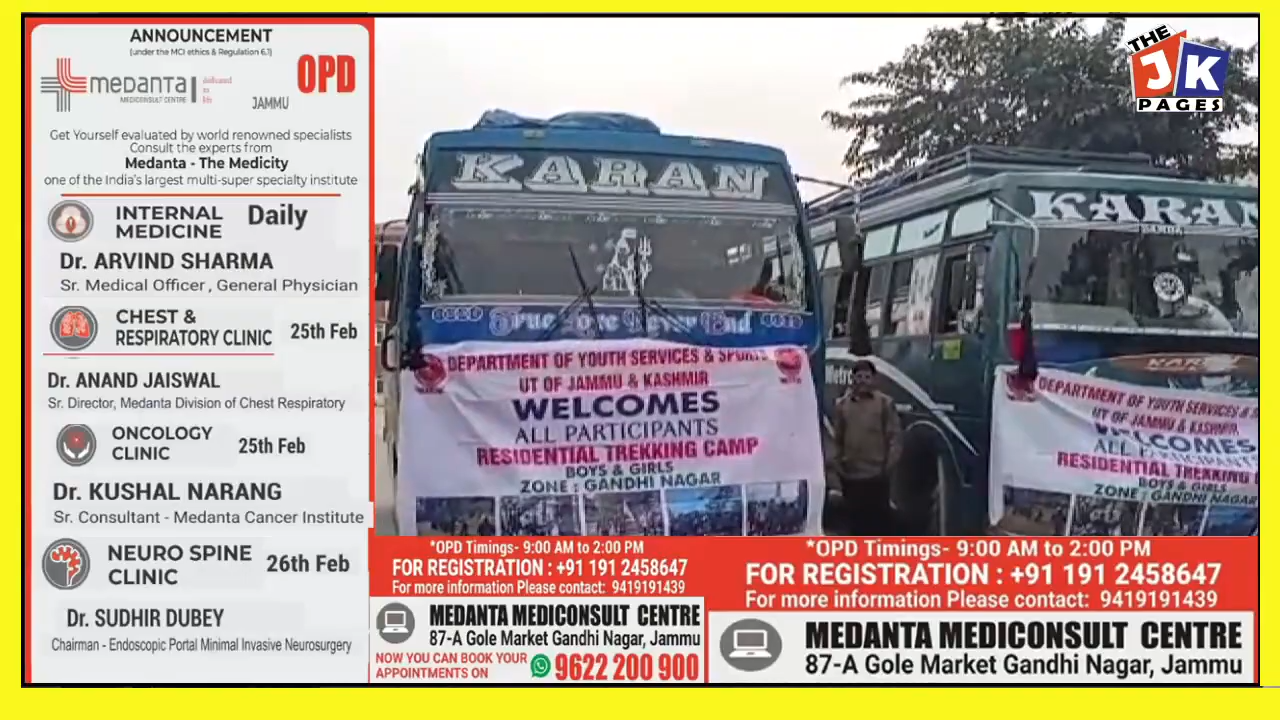 ANNOUNCEMENT
(under the MCI ethics & Regulation 6.1)
medanta
MEDICONSULT CENTRE
dedicated
to
life
JAMMU
OPD
Get Yourself evaluated by world renowned specialists
Consult the experts from
Medanta - The Medicity
one of the India's largest multi-super specialty institute
INTERNAL
MEDICINE
Daily
Dr. ARVIND SHARMA
Sr. Medical Officer , General Physician
CHEST &
RESPIRATORY CLINIC
25th Feb
Dr. ANAND JAISWAL
Sr. Director, Medanta Division of Chest Respiratory
ONCOLOGY
CLINIC
25th Feb
Dr. KUSHAL NARANG
Sr. Consultant - Medanta Cancer Institute
NEURO SPINE
CLINIC
26th Feb
Dr. SUDHIR DUBEY
Chairman - Endoscopic Portal Minimal Invasive Neurosurgery
THE
JK
PAGES
KARAN
True Love Never End
DEPARTMENT OF YOUTH SERVICES & SPORTS
UT OF JAMMU & KASHMIR
WELCOMES
ALL PARTICIPANTS
RESIDENTIAL TREKKING CAMP
BOYS & GIRLS
ZONE : GANDHI NAGAR
KARAN
Metro
DEPARTMENT OF YOUTH SERVICES &
UT OF JAMMU & KASHMIR
WELCOMES
ALL PARTICIPANTS
RESIDENTIAL TREKKING
BOYS & GIRLS
ZONE : GANDHI NAGAR
*OPD Timings- 9:00 AM to 2:00 PM
FOR REGISTRATION : +91 191 2458647
For more information Please contact: 9419191439
MEDANTA MEDICONSULT CENTRE
87-A Gole Market Gandhi Nagar, Jammu
NOW YOU CAN BOOK YOUR
APPOINTMENTS ON
9622 200 900
*OPD Timings- 9:00 AM to 2:00 PM
FOR REGISTRATION : +91 191 2458647
For more information Please contact: 9419191439
MEDANTA MEDICONSULT CENTRE
87-A Gole Market Gandhi Nagar, Jammu